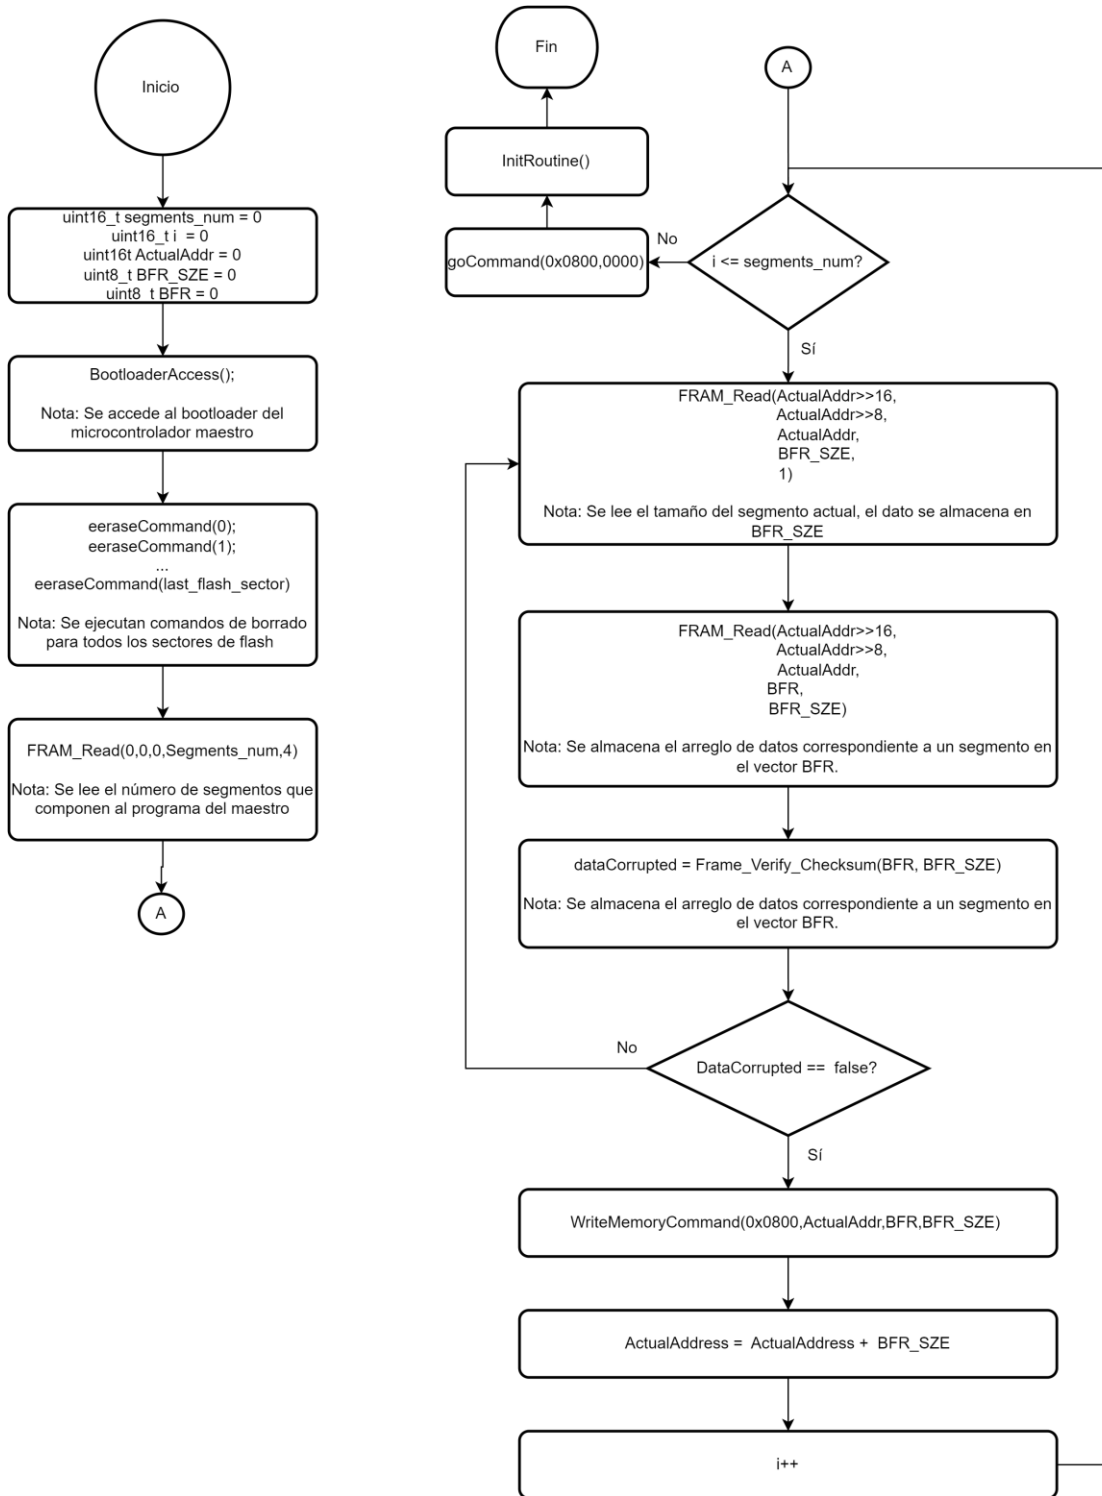 Inicio
uint16_t segments_num = 0
uint16_t i  = 0
uint16t ActualAddr = 0
uint8_t BFR_SZE = 0
uint8_t BFR = 0
BootloaderAccess();
Nota: Se accede al bootloader del
microcontrolador maestro
eeraseCommand(0);
eeraseCommand(1);
...
eeraseCommand(last_flash_sector)
Nota: Se ejecutan comandos de borrado
para todos los sectores de flash
FRAM_Read(0,0,0,Segments_num,4)
Nota: Se lee el número de segmentos que
componen al programa del maestro
A
Fin
InitRoutine()
goCommand(0x0800,0000)
No
A
i <= segments_num?
Sí
FRAM_Read(ActualAddr>>16,
ActualAddr>>8,
ActualAddr,
BFR_SZE,
1)
Nota: Se lee el tamaño del segmento actual, el dato se almacena en
BFR_SZE
FRAM_Read(ActualAddr>>16,
ActualAddr>>8,
ActualAddr,
BFR,
BFR_SZE)
Nota: Se almacena el arreglo de datos correspondiente a un segmento en
el vector BFR.
dataCorrupted = Frame_Verify_Checksum(BFR, BFR_SZE)
Nota: Se almacena el arreglo de datos correspondiente a un segmento en
el vector BFR.
No
DataCorrupted ==  false?
Sí
WriteMemoryCommand(0x0800,ActualAddr,BFR,BFR_SZE)
ActualAddress =  ActualAddress +  BFR_SZE
i++